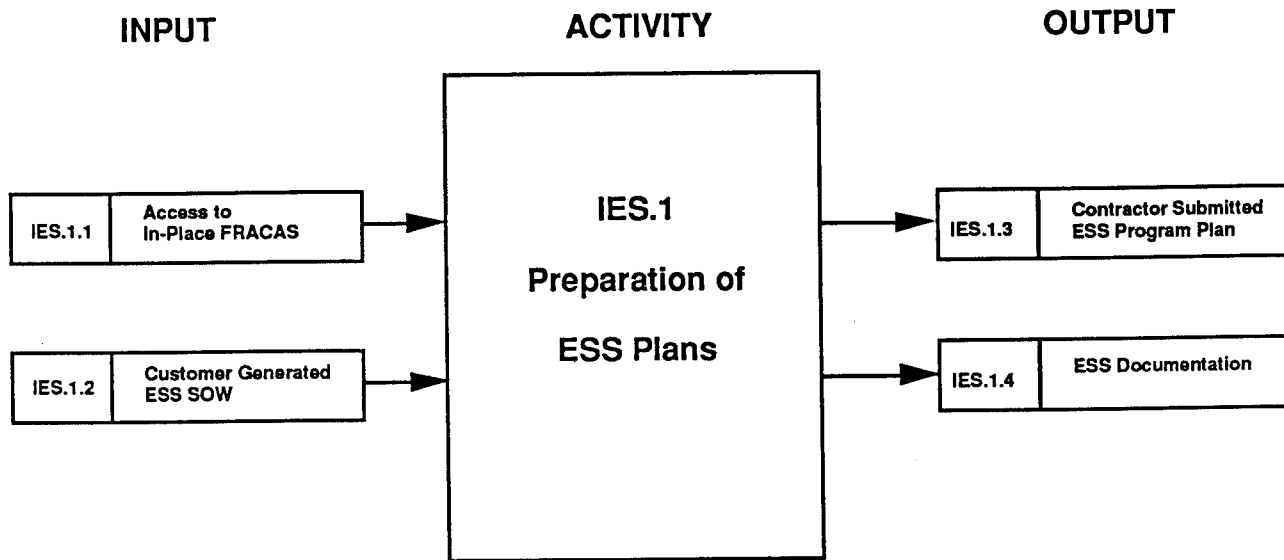 INPUT
ACTIVITY
OUTPUT
IES.1.1
Access to
In-Place FRACAS
IES.1.2
Customer Generated
ESS SOW
IES.1
Preparation of
ESS Plans
IES.1.3
Contractor Submitted
ESS Program Plan
IES.1.4
ESS Documentation